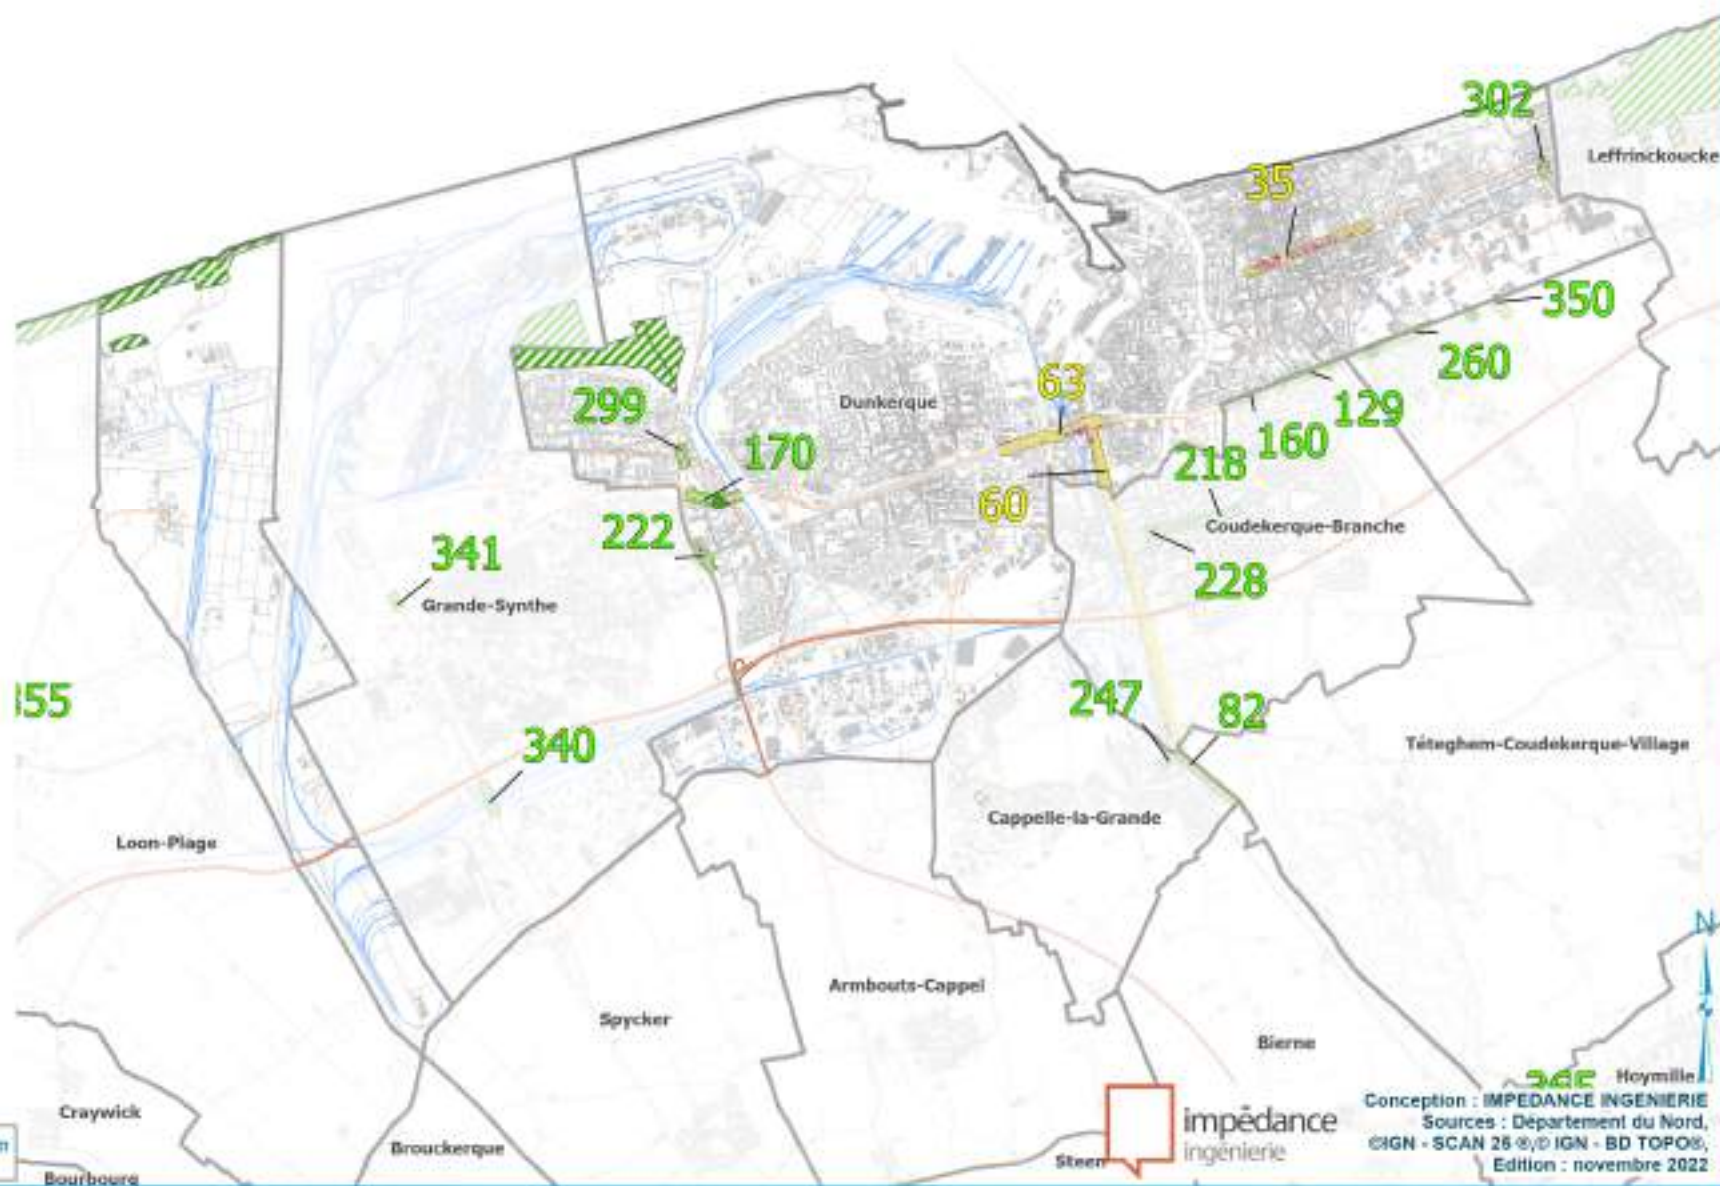 302
Leffrinckoucke
35
350
260
63
Dunkerque
129
299
160
170
218
60
222
Coudekerque-Branche
341
228
Grande-Synthe
247
82
340
Téteghem-Coudekerque-Village
Cappelle-la-Grande
Loon-Plage
N
Armbouts-Cappel
Spycker
Bierne
Hoymille
Craywick
Brouckerque
Steen
Bourbourg
impédance
ingénierie
Conception : IMPEDANCE INGENIERIE
Sources : Département du Nord,
©IGN - SCAN 25 ®,© IGN - BD TOPO®,
Edition : novembre 2022